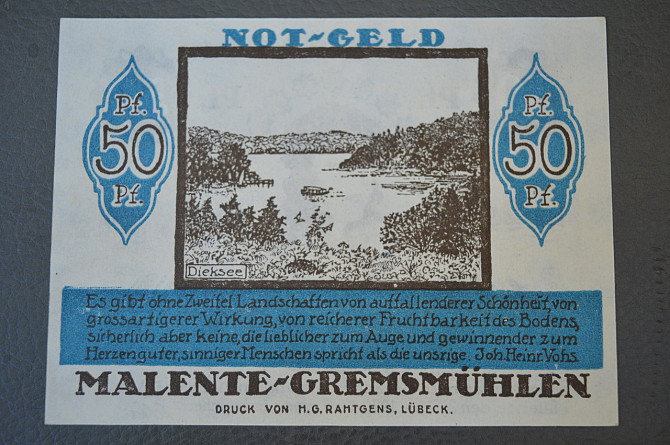 NOT-GELD
Pf.
50
Pf.
Pf.
50
Pf.
Dieksee
Es gibt ohne Zweifel Landschaften von auffallenderer Schönheit, von
grossartigerer Wirkung, von reicherer Fruchtbarkeit des Bodens,
sicherlich aber keine, die lieblicher zum Auge und gewinnender zum
Herzen guter, sinniger Menschen spricht als die unsrige. Joh. Heinr. Vohs.
MALENTE-GREMSMÜHLEN
DRUCK VON H.G. RAHTGENS, LÜBECK.